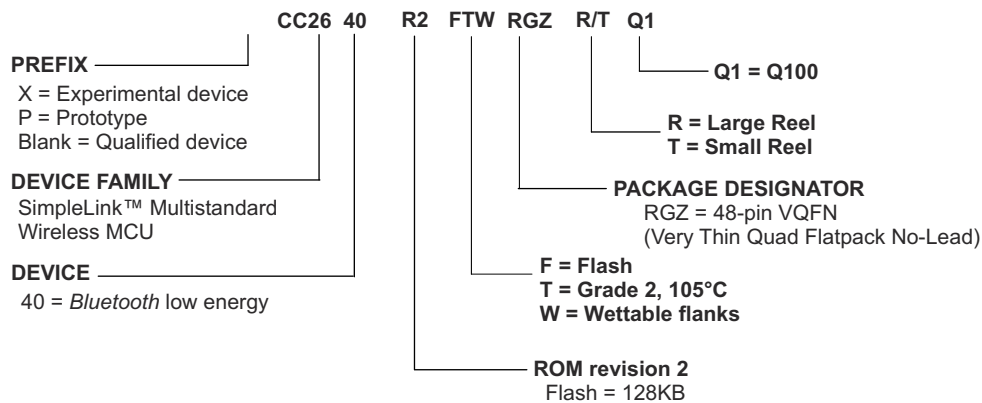 CC26 40 R2 FTW RGZ R/T Q1
PREFIX
X = Experimental device
P = Prototype
Blank = Qualified device
DEVICE FAMILY
SimpleLink™ Multistandard
Wireless MCU
DEVICE
40 = Bluetooth low energy
Q1 = Q100
R = Large Reel
T = Small Reel
PACKAGE DESIGNATOR
RGZ = 48-pin VQFN
(Very Thin Quad Flatpack No-Lead)
F = Flash
T = Grade 2, 105°C
W = Wettable flanks
ROM revision 2
Flash = 128KB